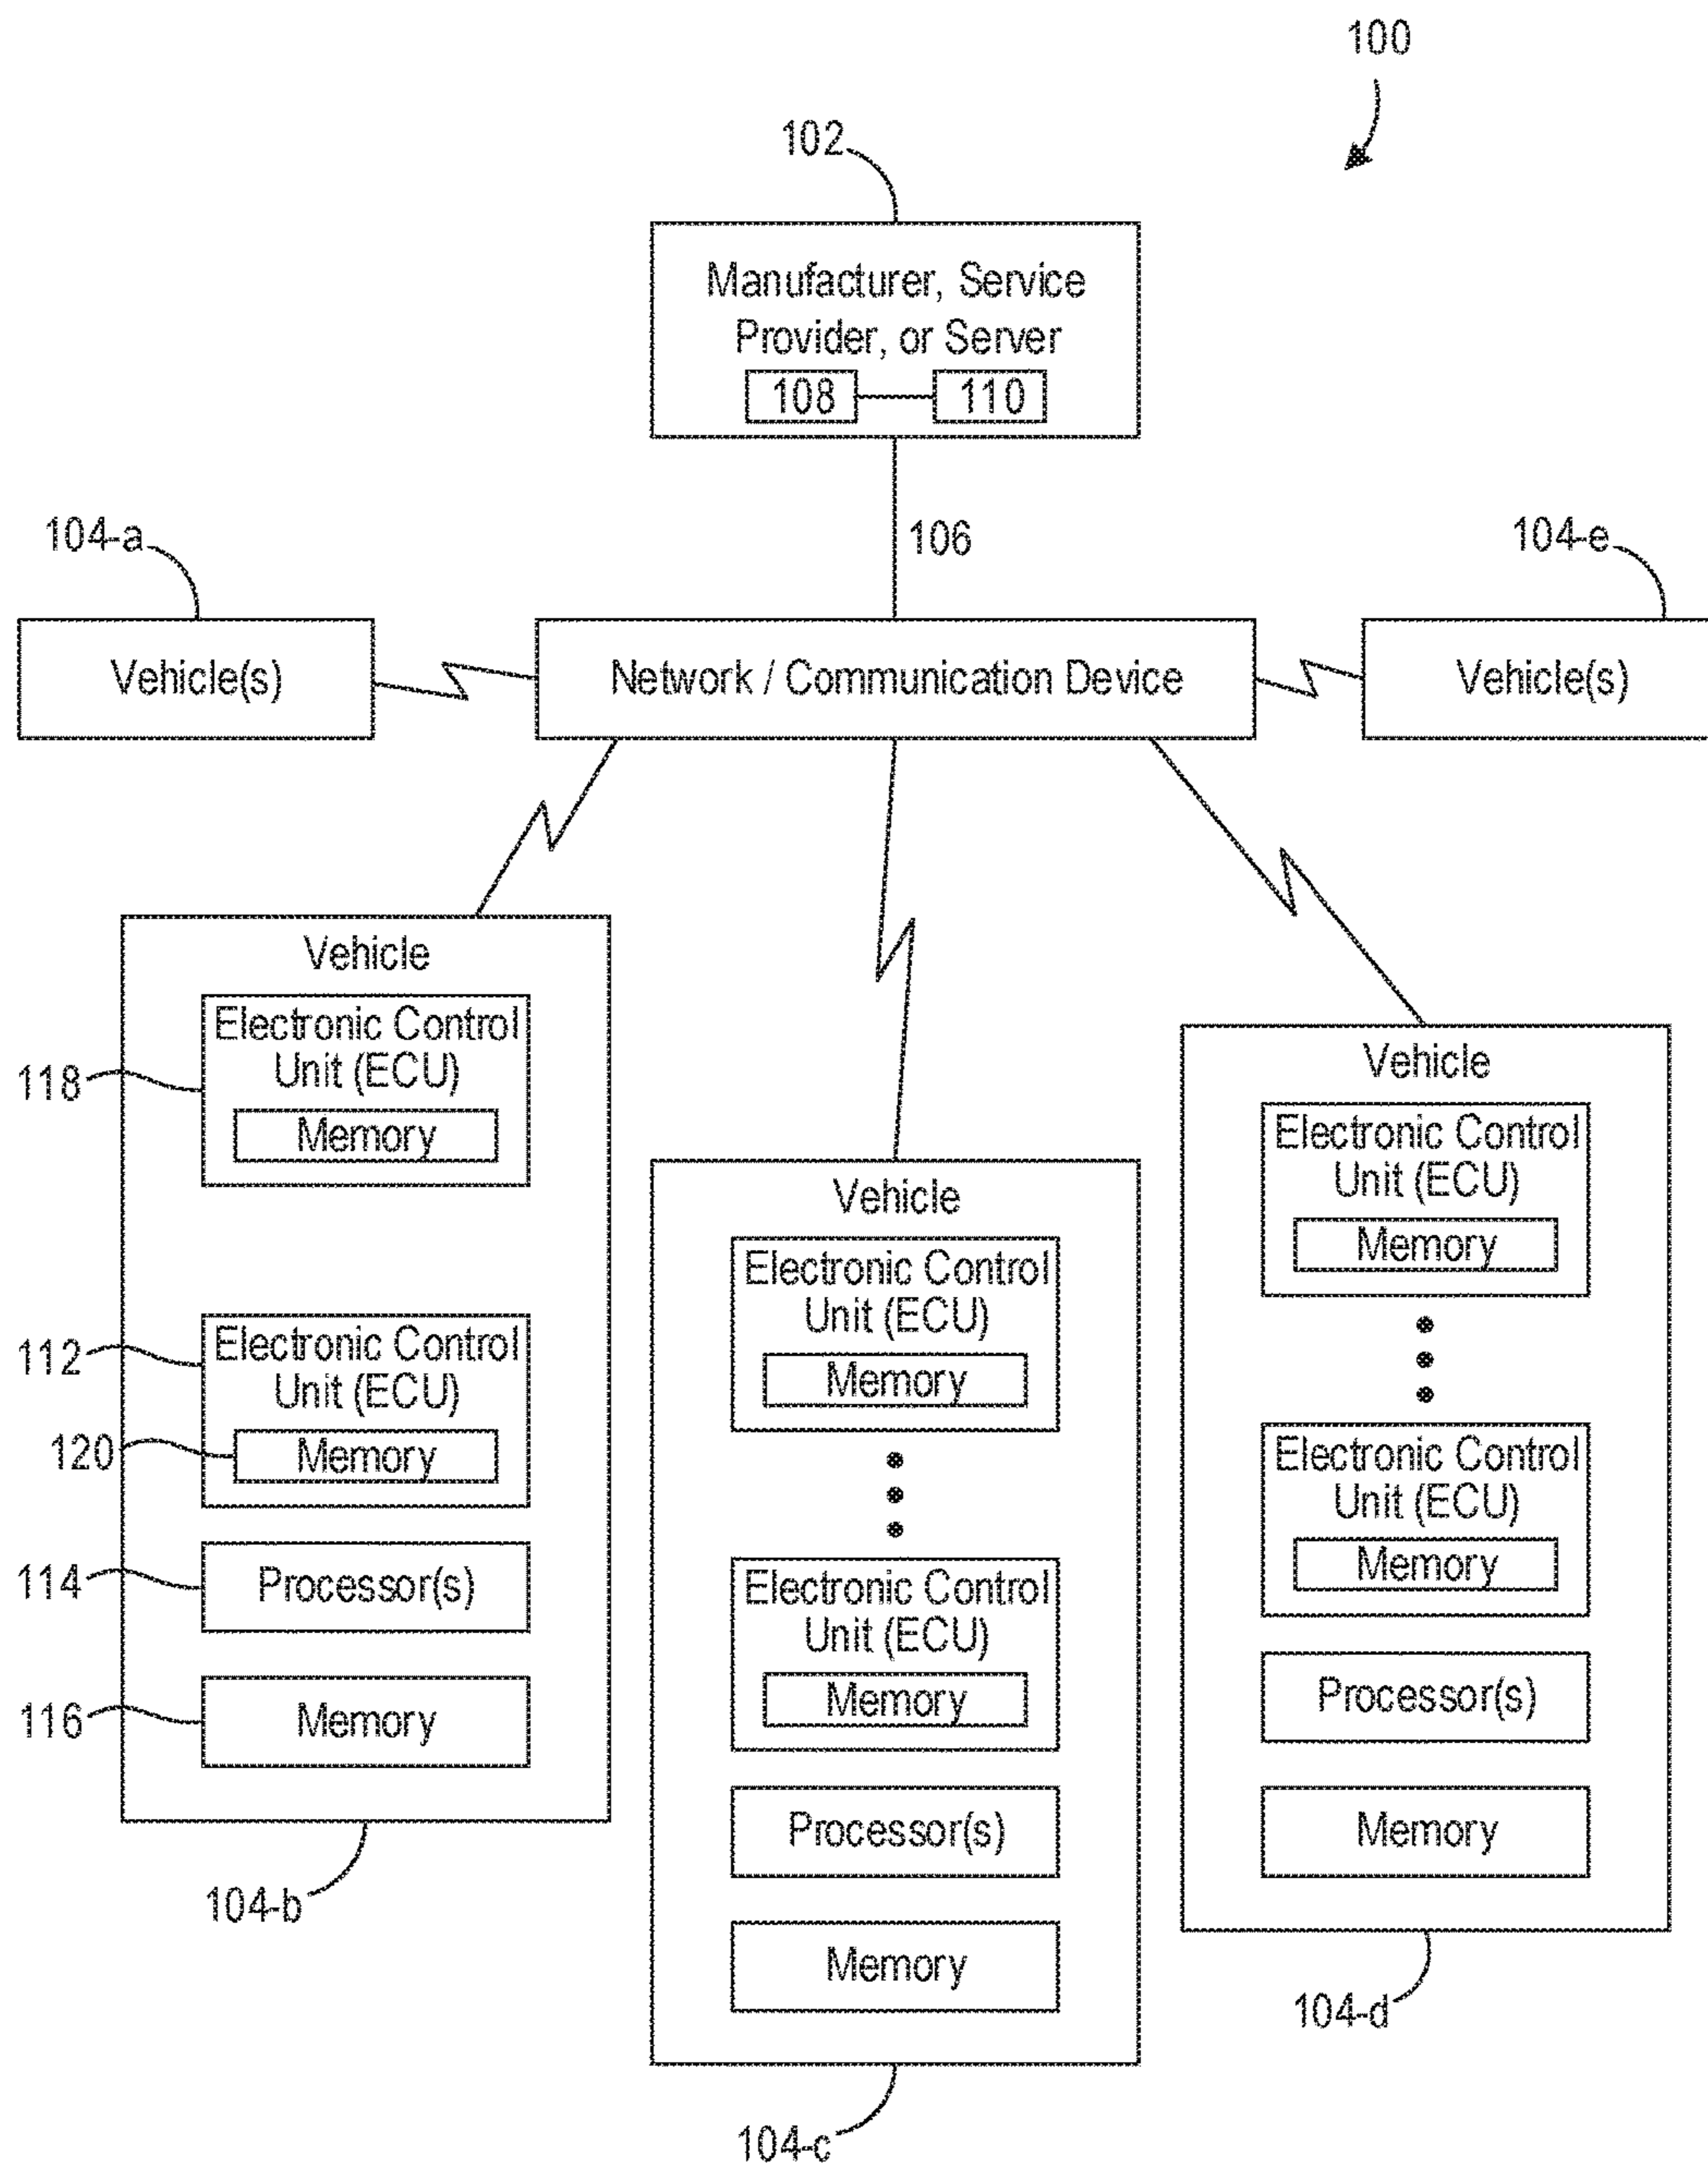 100
102
Manufacturer, Service
Provider, or Server
108
110
106
104-a
104-e
Vehicle(s)
Network / Communication Device
Vehicle(s)
Vehicle
Electronic Control
Unit (ECU)
Memory
118
Electronic Control
Unit (ECU)
Memory
112
120
Processor(s)
114
Memory
116
104-b
Vehicle
Electronic Control
Unit (ECU)
Memory
Electronic Control
Unit (ECU)
Memory
Processor(s)
Memory
104-c
Vehicle
Electronic Control
Unit (ECU)
Memory
Electronic Control
Unit (ECU)
Memory
Processor(s)
Memory
104-d